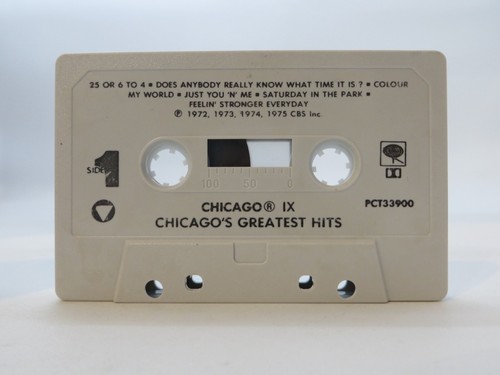 25 OR 6 TO 4 • DOES ANYBODY REALLY KNOW WHAT TIME IT IS ? • COLOUR
MY WORLD • JUST YOU 'N' ME • SATURDAY IN THE PARK •
FEELIN' STRONGER EVERYDAY
℗ 1972, 1973, 1974, 1975 CBS Inc.
SIDE 1
100 50 0
CHICAGO® IX
CHICAGO'S GREATEST HITS
PCT33900